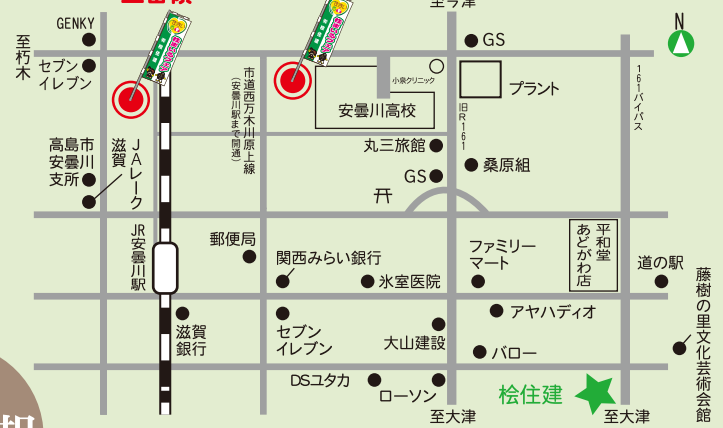 至今津
GENKY
至朽木
セブン
イレブン
GS
プラント
小泉クリニック
安曇川高校
市道西万木川原上線
(安曇川駅まで開通)
旧R161
161バイパス
N
高島市
安曇川
支所
JAレーク
滋賀
丸三旅館
GS
桑原組
JR安曇川駅
郵便局
関西みらい銀行
氷室医院
ファミリー
マート
平和堂
あどがわ店
道の駅
藤樹の里文化芸術会館
滋賀
銀行
セブン
イレブン
大山建設
アヤハディオ
バロー
DSユタカ
ローソン
桧住建
至大津
至大津